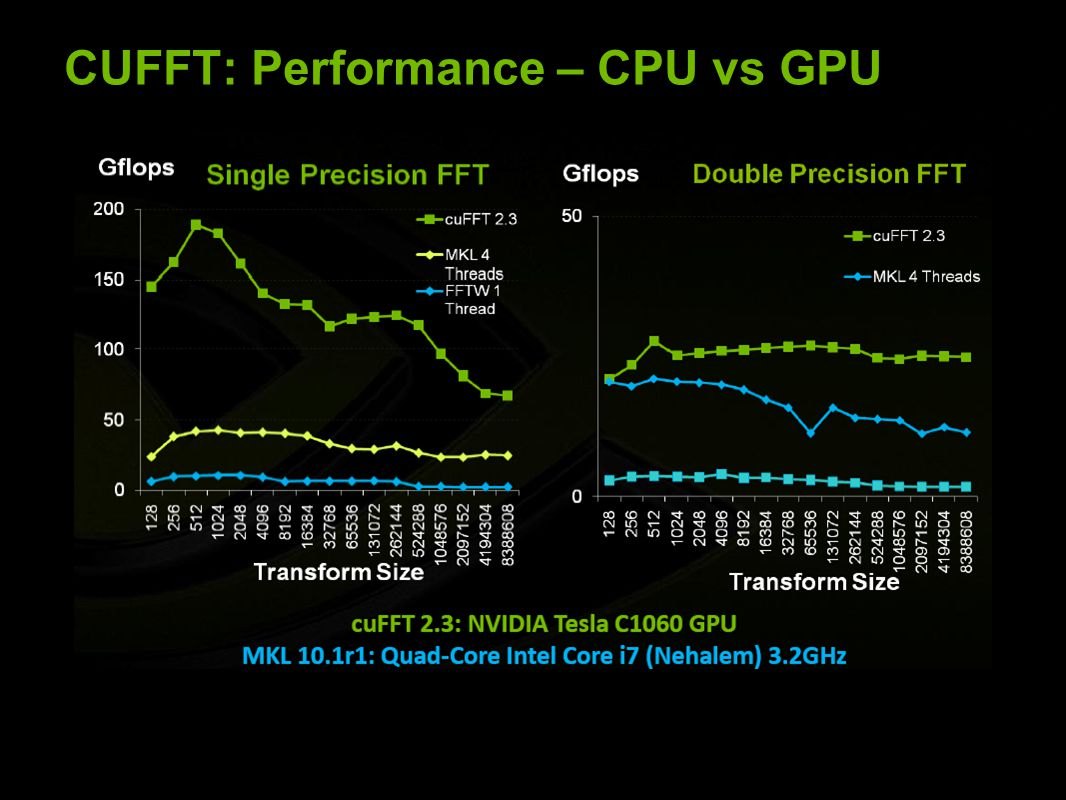 CUFFT: Performance – CPU vs GPU
Gflops
Single Precision FFT
200
150
100
50
0
cuFFT 2.3
MKL 4
Threads
FFTW 1
Thread
128
256
512
1024
2048
4096
8192
16384
32768
65536
131072
262144
524288
1048576
2097152
4194304
8388608
Transform Size
Gflops
Double Precision FFT
50
0
cuFFT 2.3
MKL 4 Threads
128
256
512
1024
2048
4096
8192
16384
32768
65536
131072
262144
524288
1048576
2097152
4194304
8388608
Transform Size
cuFFT 2.3: NVIDIA Tesla C1060 GPU
MKL 10.1r1: Quad-Core Intel Core i7 (Nehalem) 3.2GHz